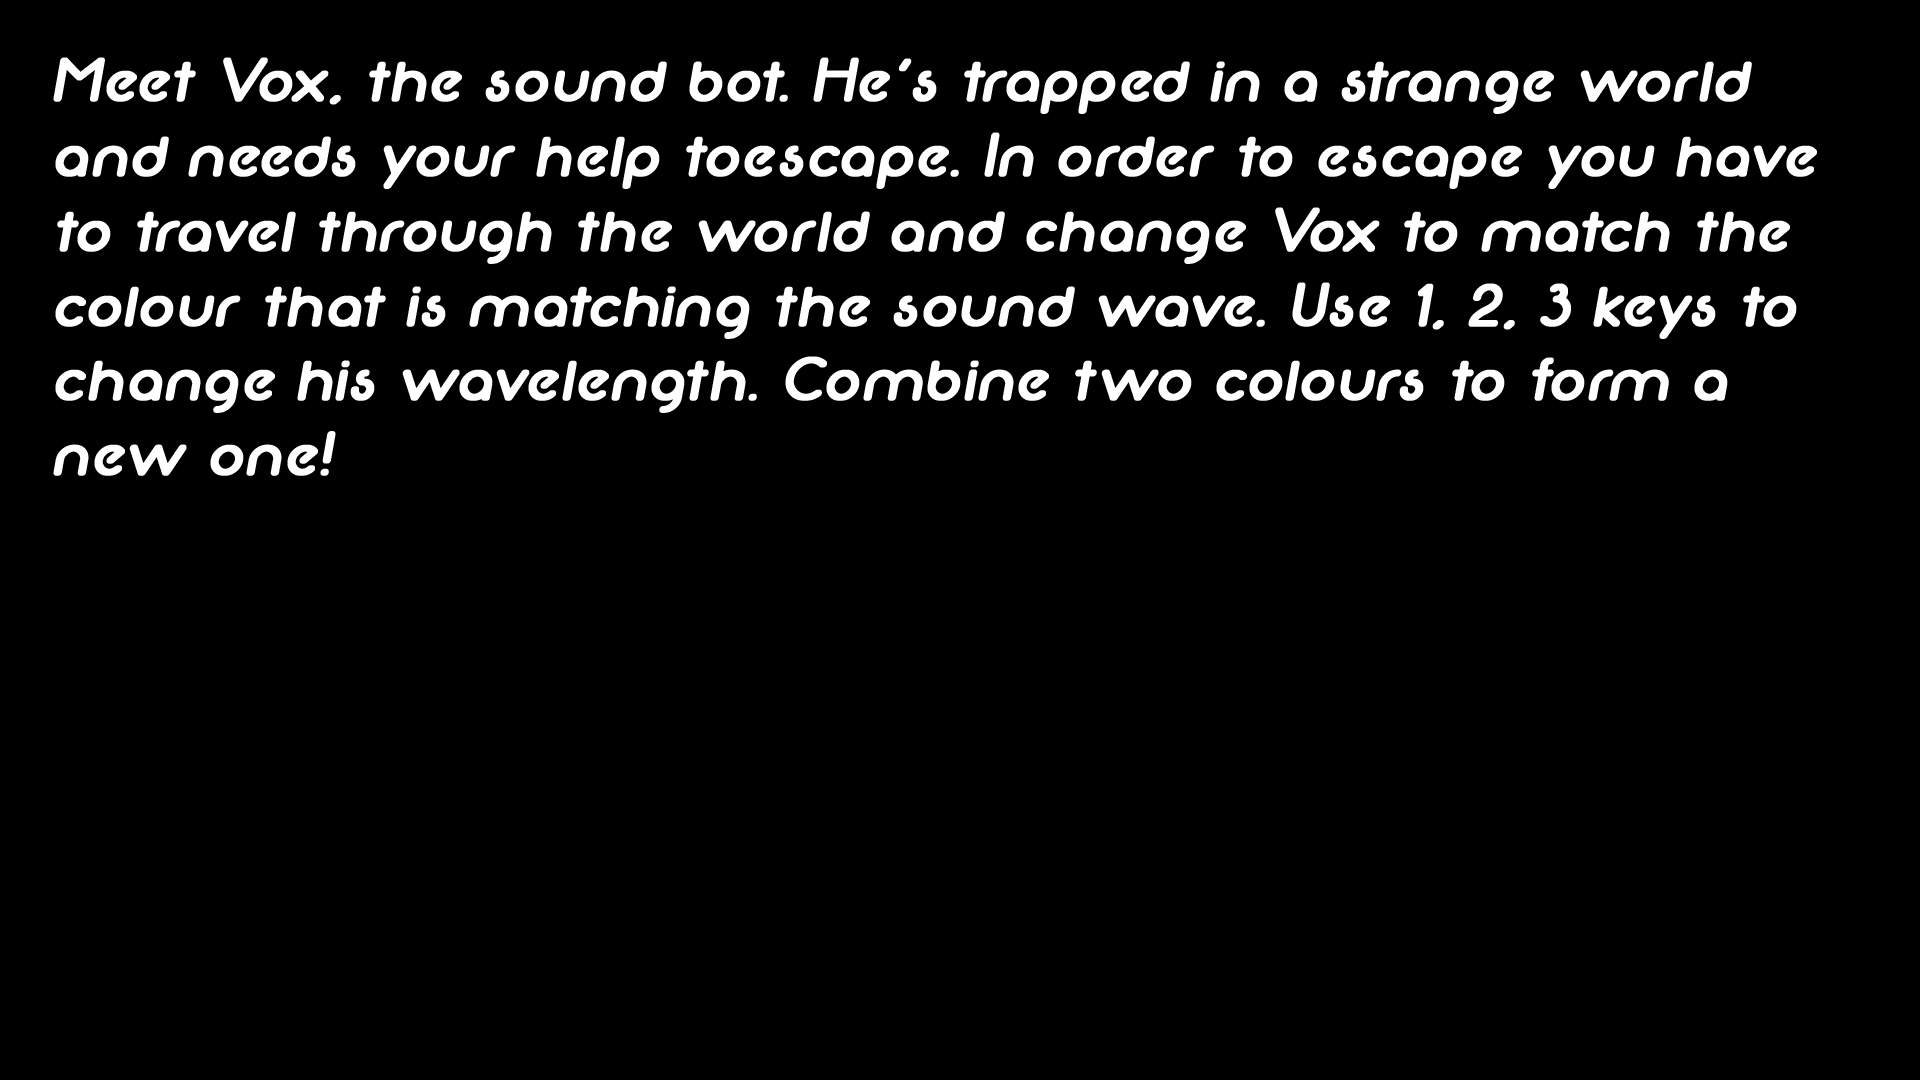 Meet Vox, the sound bot. He's trapped in a strange world
and needs your help toescape. In order to escape you have
to travel through the world and change Vox to match the
colour that is matching the sound wave. Use 1, 2, 3 keys to
change his wavelength. Combine two colours to form a
new one!